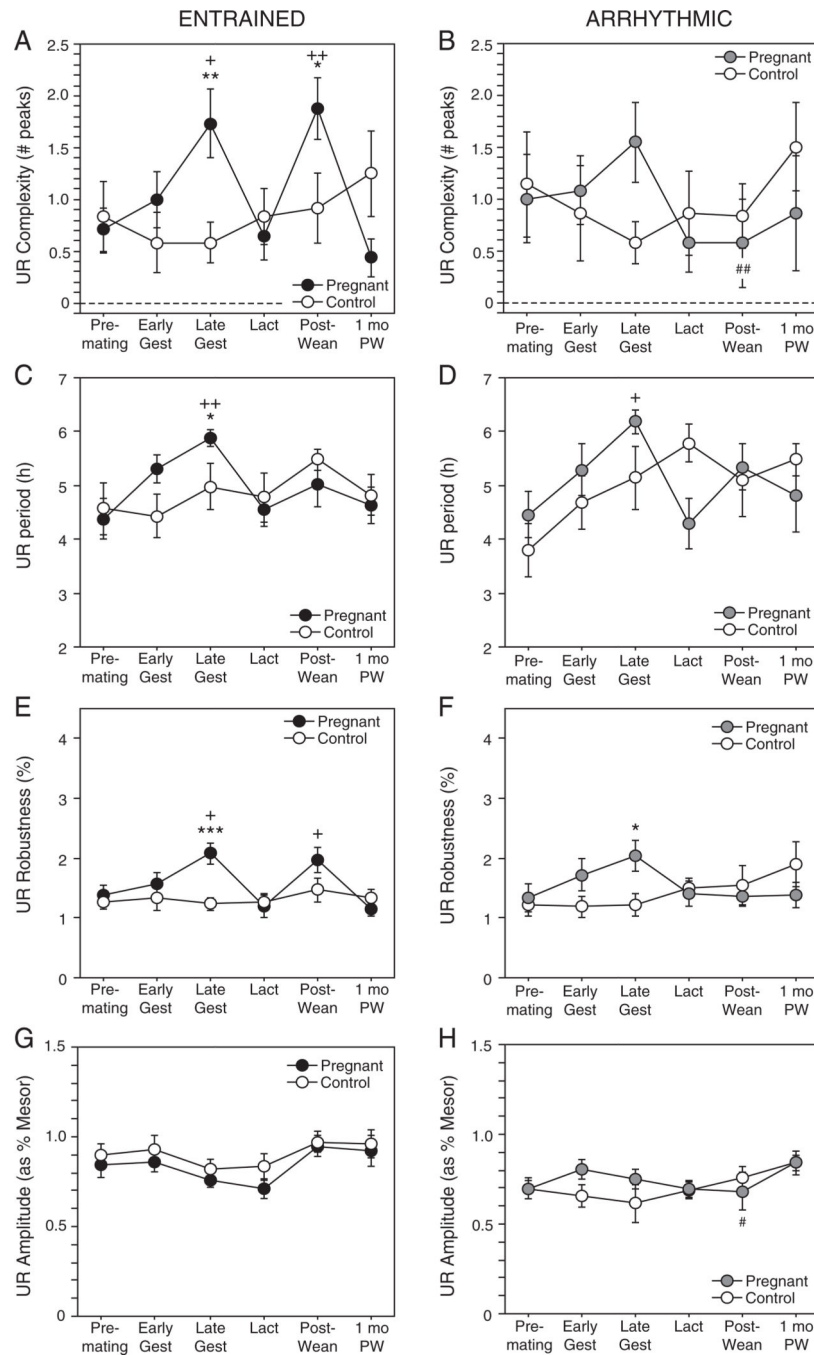 ENTRAINED
ARRHYTHMIC
A
UR Complexity (# peaks)
2.5
2.0
1.5
1.0
0.5
0
+
**
++
*
Pregnant
Control
Pre-mating
Early Gest
Late Gest
Lact
Post-Wean
1 mo PW
B
UR Complexity (# peaks)
2.5
2.0
1.5
1.0
0.5
0
##
Pregnant
Control
Pre-mating
Early Gest
Late Gest
Lact
Post-Wean
1 mo PW
C
UR period (h)
7
6
5
4
3
2
++
*
Pregnant
Control
Pre-mating
Early Gest
Late Gest
Lact
Post-Wean
1 mo PW
D
UR period (h)
7
6
5
4
3
2
+
Pregnant
Control
Pre-mating
Early Gest
Late Gest
Lact
Post-Wean
1 mo PW
E
UR Robustness (%)
4
3
2
1
0
+
***
+
Pregnant
Control
Pre-mating
Early Gest
Late Gest
Lact
Post-Wean
1 mo PW
F
UR Robustness (%)
4
3
2
1
0
*
Pregnant
Control
Pre-mating
Early Gest
Late Gest
Lact
Post-Wean
1 mo PW
G
UR Amplitude (as % Mesor)
1.5
1.0
0.5
0
Pregnant
Control
Pre-mating
Early Gest
Late Gest
Lact
Post-Wean
1 mo PW
H
UR Amplitude (as % Mesor)
1.5
1.0
0.5
0
#
Pregnant
Control
Pre-mating
Early Gest
Late Gest
Lact
Post-Wean
1 mo PW